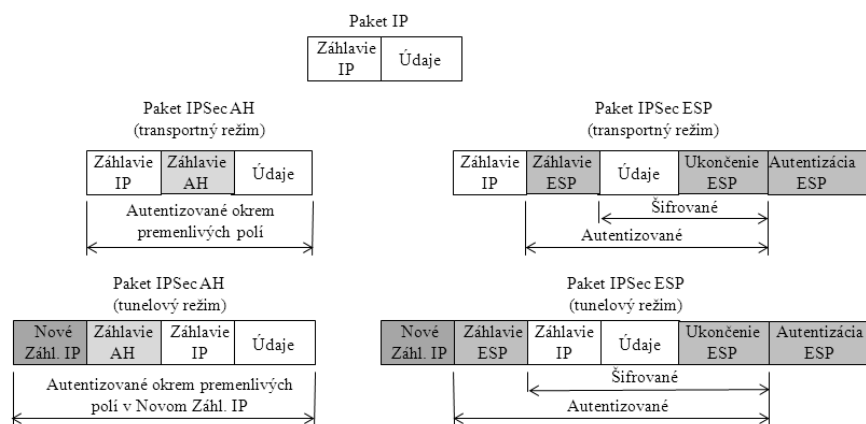 Paket IP
Záhlavie
IP
Údaje
Paket IPSec AH
(transportný režim)
Záhlavie
IP
Záhlavie
AH
Údaje
Autentizované okrem
premenlivých polí
Paket IPSec ESP
(transportný režim)
Záhlavie
IP
Záhlavie
ESP
Údaje
Ukončenie
ESP
Autentizácia
ESP
Šifrované
Autentizované
Paket IPSec AH
(tunelový režim)
Nové
Záhl. IP
Záhlavie
AH
Záhlavie
IP
Údaje
Autentizované okrem premenlivých
polí v Novom Záhl. IP
Paket IPSec ESP
(tunelový režim)
Nové
Záhl. IP
Záhlavie
ESP
Záhlavie
IP
Údaje
Ukončenie
ESP
Autentizácia
ESP
Šifrované
Autentizované